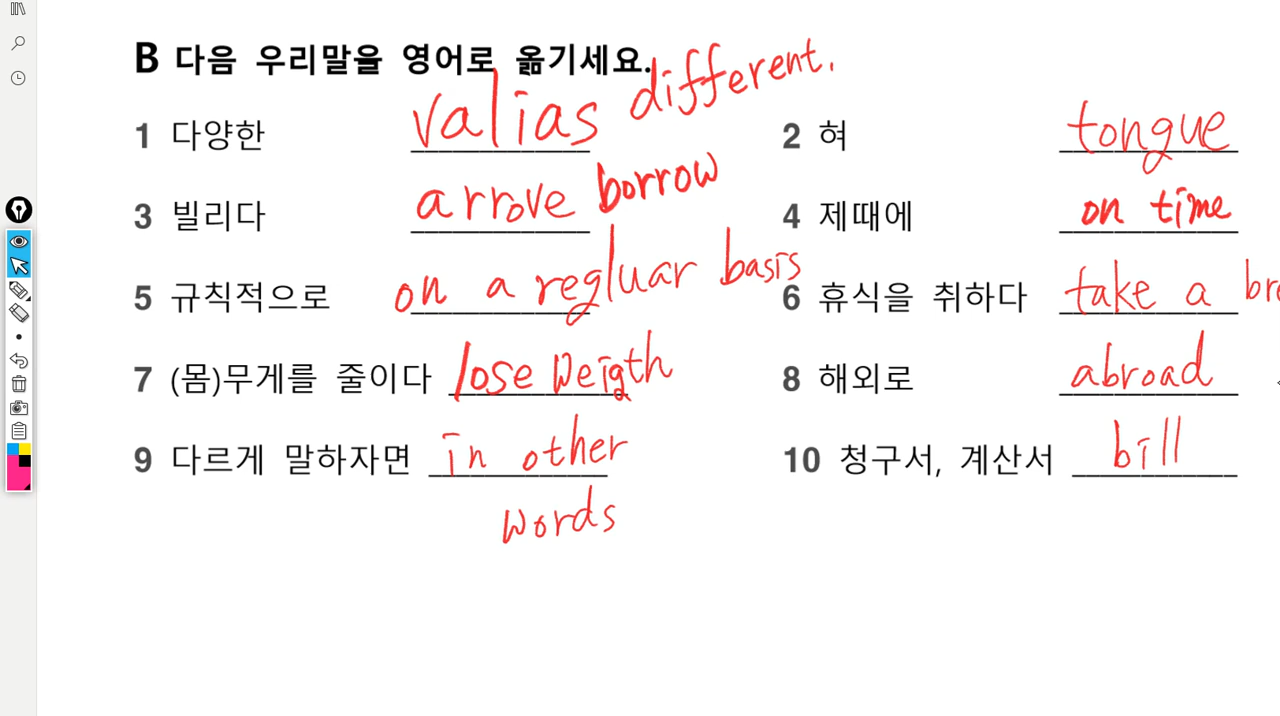 B 다음 우리말을 영어로 옮기세요.
1 다양한 valias different. 2 혀 tongue
3 빌리다 arrove borrow 4 제때에 on time
5 규칙적으로 on a regluar basis 6 휴식을 취하다 take a bre
7 (몸)무게를 줄이다 lose weigth 8 해외로 abroad
9 다르게 말하자면 in other words 10 청구서, 계산서 bill